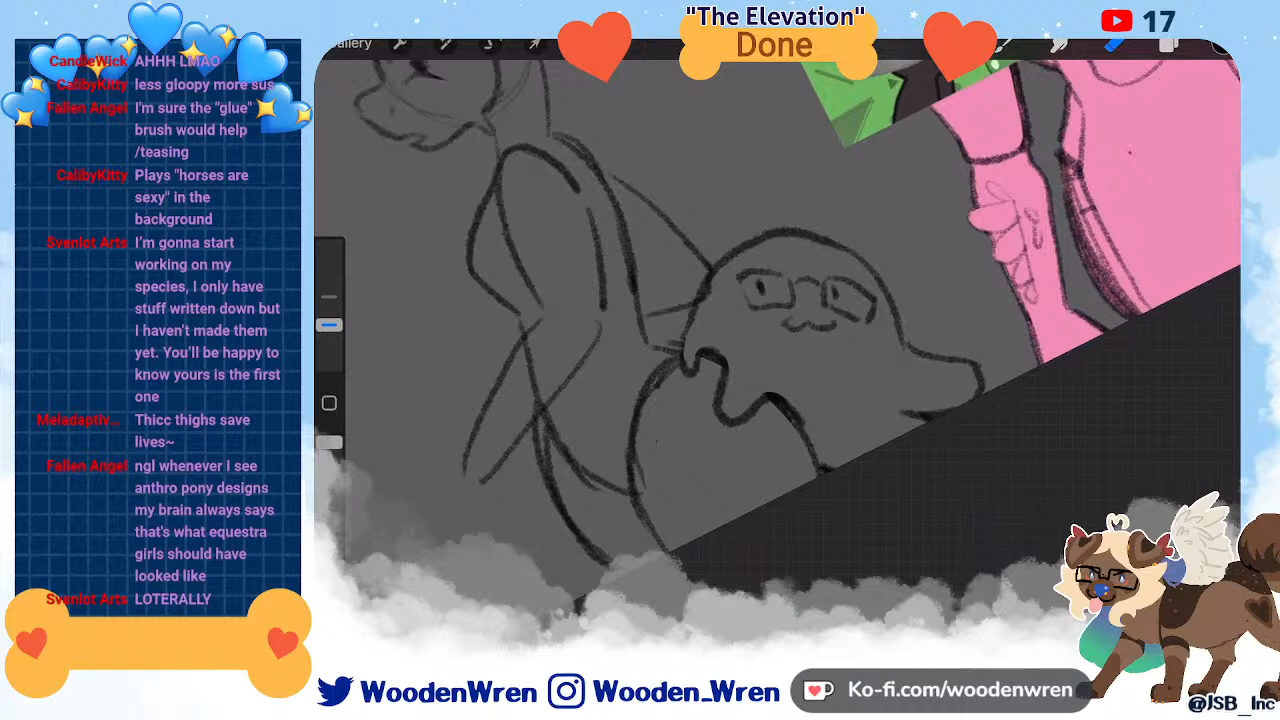 "The Elevation"
Done
17
Gallery
CandleWick AHHH LMAO
CalibyKitty less gloopy more sus
Fallen Angel I'm sure the "glue"
brush would help
/teasing
CalibyKitty Plays "horses are
sexy" in the
background
Svenlot Arts I'm gonna start
working on my
species, I only have
stuff written down but
I haven't made them
yet. You'll be happy to
know yours is the first
one
Meladaptiv... Thicc thighs save
lives~
Fallen Angel ngl whenever I see
anthro pony designs
my brain always says
that's what equestra
girls should have
looked like
Svenlot Arts LOTERALLY
WoodenWren
Wooden_Wren
Ko-fi.com/woodenwren
@JSB_Inc